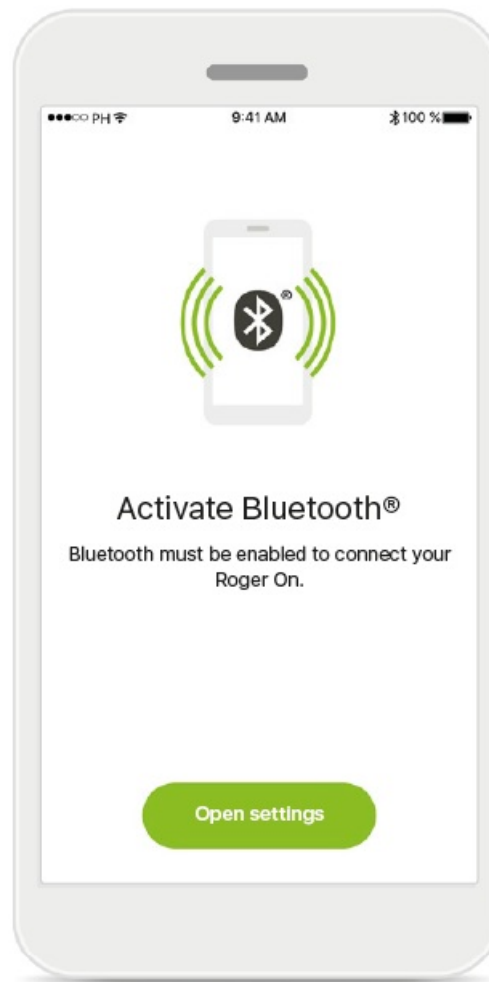 ●●●○○ PH 9:41 AM 100 %
®
Activate Bluetooth®
Bluetooth must be enabled to connect your
Roger On.
Open settings